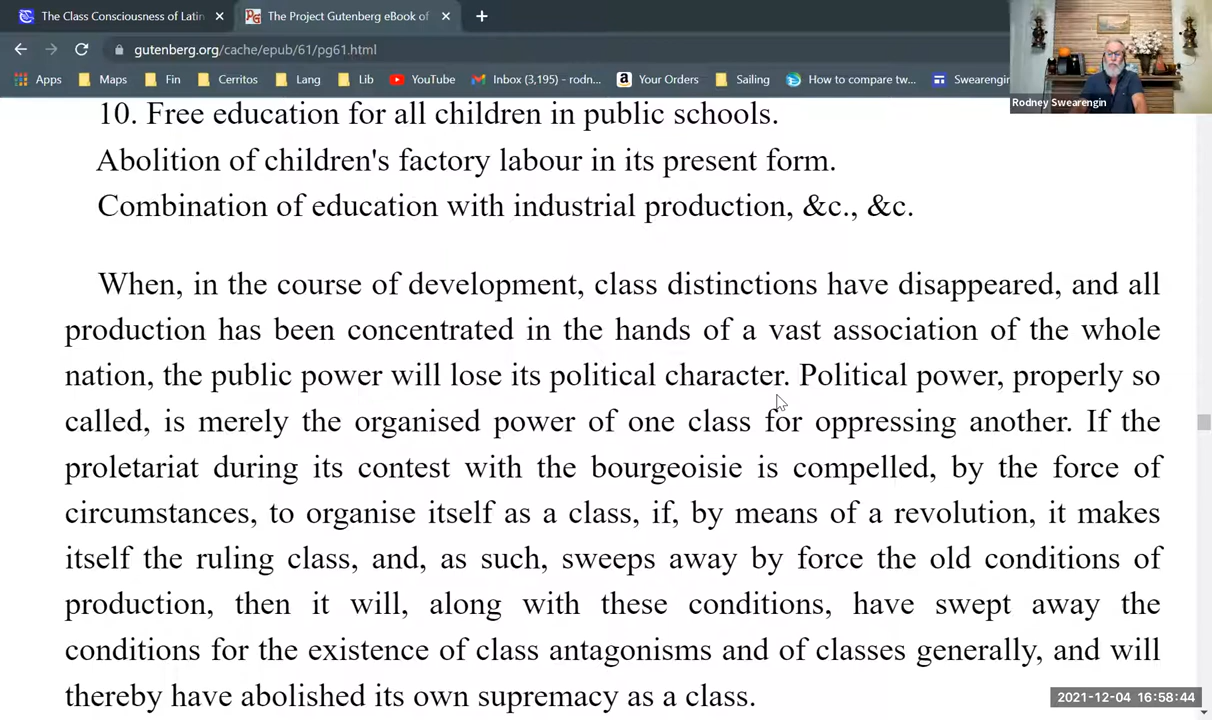 The Class Consciousness of Latin
The Project Gutenberg eBook of
gutenberg.org/cache/epub/61/pg61.html
Apps Maps Fin Cerritos Lang Lib YouTube Inbox (3,195) – rodn... Your Orders Sailing How to compare tw... Swearengin
Rodney Swearengin
10. Free education for all children in public schools.
Abolition of children's factory labour in its present form.
Combination of education with industrial production, &c., &c.
When, in the course of development, class distinctions have disappeared, and all
production has been concentrated in the hands of a vast association of the whole
nation, the public power will lose its political character. Political power, properly so
called, is merely the organised power of one class for oppressing another. If the
proletariat during its contest with the bourgeoisie is compelled, by the force of
circumstances, to organise itself as a class, if, by means of a revolution, it makes
itself the ruling class, and, as such, sweeps away by force the old conditions of
production, then it will, along with these conditions, have swept away the
conditions for the existence of class antagonisms and of classes generally, and will
thereby have abolished its own supremacy as a class.
2021-12-04 16:58:44